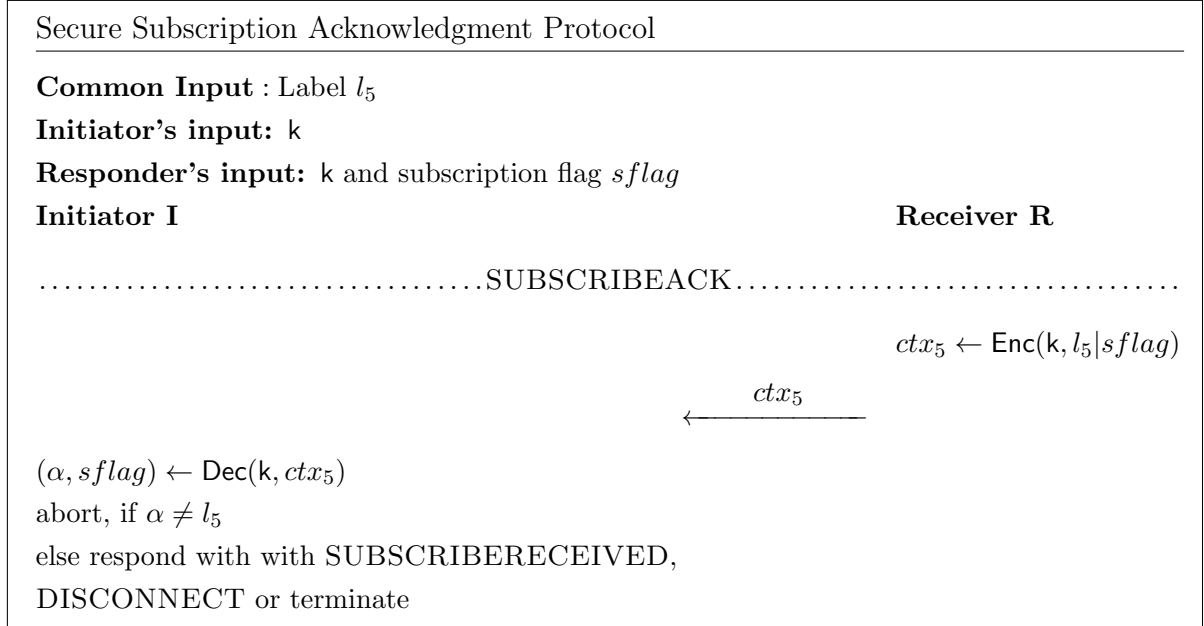 Secure Subscription Acknowledgment Protocol
Common Input : Label l₅
Initiator's input: k
Responder's input: k and subscription flag sflag
Initiator I Receiver R
....................................SUBSCRIBEACK....................................
ctx₅ ← Enc(k, l₅|sflag)
ctx₅
←
(α, sflag) ← Dec(k, ctx₅)
abort, if α ≠ l₅
else respond with with SUBSCRIBERECEIVED,
DISCONNECT or terminate